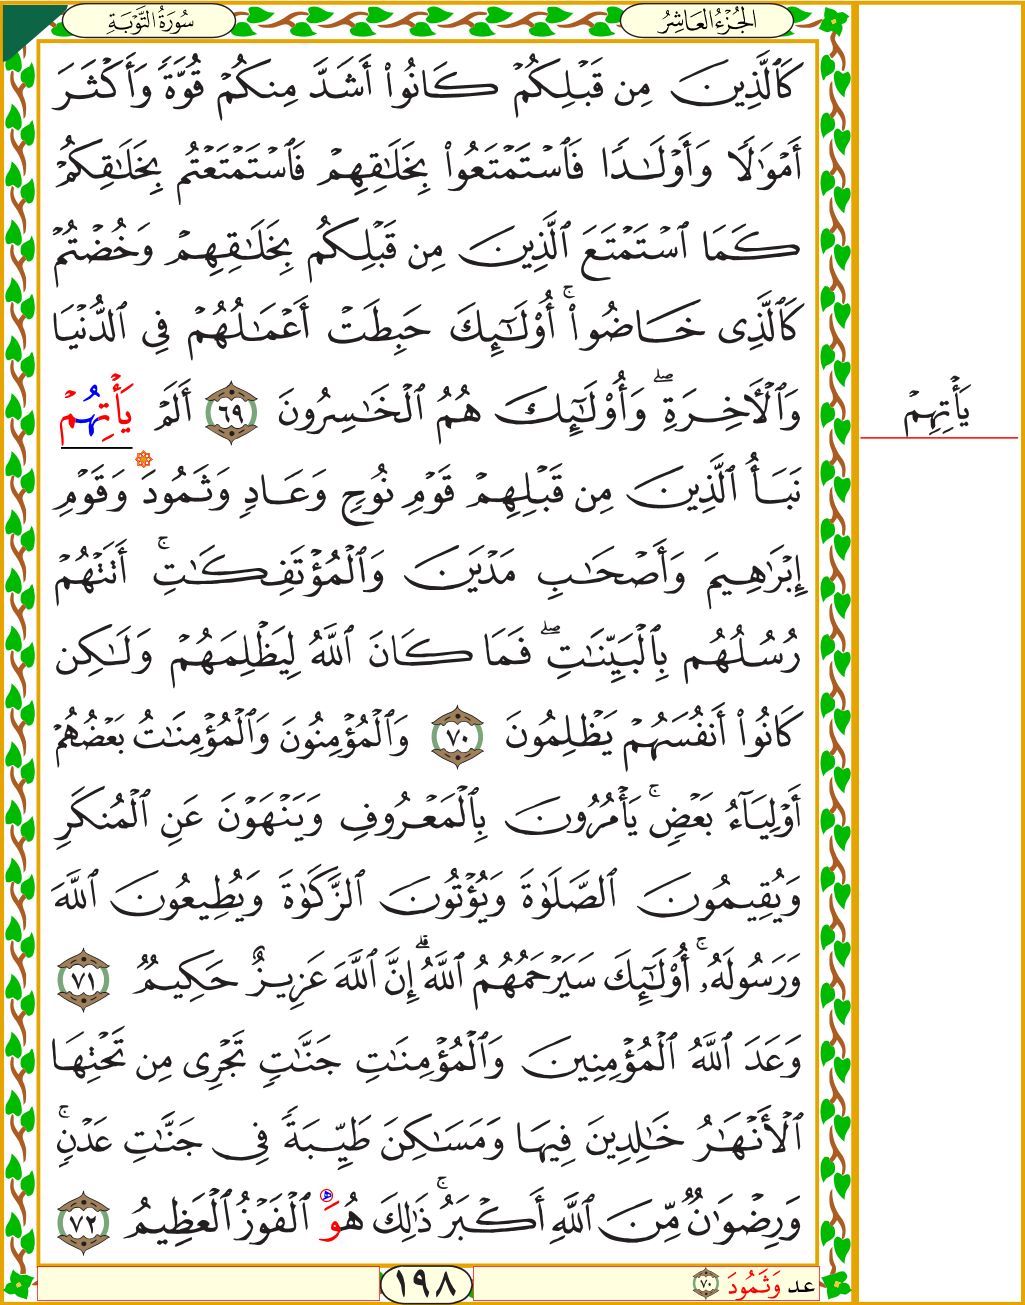 الجُزْءُ العَاشِرُ
سُورَةُ التَّوْبَةِ
كَٱلَّذِينَ مِن قَبْلِكُمْ كَانُوٓا۟ أَشَدَّ مِنكُمْ قُوَّةً وَأَكْثَرَ
أَمْوَٰلًا وَأَوْلَـٰدًا فَٱسْتَمْتَعُوا۟ بِخَلَـٰقِهِمْ فَٱسْتَمْتَعْتُم بِخَلَـٰقِكُمْ
كَمَا ٱسْتَمْتَعَ ٱلَّذِينَ مِن قَبْلِكُم بِخَلَـٰقِهِمْ وَخُضْتُمْ
كَٱلَّذِى خَاضُوٓا۟ ۚ أُو۟لَـٰٓئِكَ حَبِطَتْ أَعْمَـٰلُهُمْ فِى ٱلدُّنْيَا
وَٱلْـَٔاخِرَةِ ۖ وَأُو۟لَـٰٓئِكَ هُمُ ٱلْخَـٰسِرُونَ ٦٩ أَلَمْ يَأْتِهُمْ
يَأْتِهِمْ
نَبَأُ ٱلَّذِينَ مِن قَبْلِهِمْ قَوْمِ نُوحٍ وَعَادٍ وَثَمُودَ وَقَوْمِ
إِبْرَٰهِيمَ وَأَصْحَـٰبِ مَدْيَنَ وَٱلْمُؤْتَفِكَـٰتِ ۚ أَتَتْهُمْ
رُسُلُهُم بِٱلْبَيِّنَـٰتِ ۖ فَمَا كَانَ ٱللَّهُ لِيَظْلِمَهُمْ وَلَـٰكِن
كَانُوٓا۟ أَنفُسَهُمْ يَظْلِمُونَ ٧٠ وَٱلْمُؤْمِنُونَ وَٱلْمُؤْمِنَـٰتُ بَعْضُهُمْ
أَوْلِيَآءُ بَعْضٍ ۚ يَأْمُرُونَ بِٱلْمَعْرُوفِ وَيَنْهَوْنَ عَنِ ٱلْمُنكَرِ
وَيُقِيمُونَ ٱلصَّلَوٰةَ وَيُؤْتُونَ ٱلزَّكَوٰةَ وَيُطِيعُونَ ٱللَّهَ
وَرَسُولَهُۥٓ ۚ أُو۟لَـٰٓئِكَ سَيَرْحَمُهُمُ ٱللَّهُ ۗ إِنَّ ٱللَّهَ عَزِيزٌ حَكِيمٌ ٧١
وَعَدَ ٱللَّهُ ٱلْمُؤْمِنِينَ وَٱلْمُؤْمِنَـٰتِ جَنَّـٰتٍ تَجْرِى مِن تَحْتِهَا
ٱلْأَنْهَـٰرُ خَـٰلِدِينَ فِيهَا وَمَسَـٰكِنَ طَيِّبَةً فِى جَنَّـٰتِ عَدْنٍ ۚ
وَرِضْوَٰنٌ مِّنَ ٱللَّهِ أَكْبَرُ ۚ ذَٰلِكَ هُوَ ٱلْفَوْزُ ٱلْعَظِيمُ ٧٢
عد وَثَمُودَ ٧٠
١٩٨